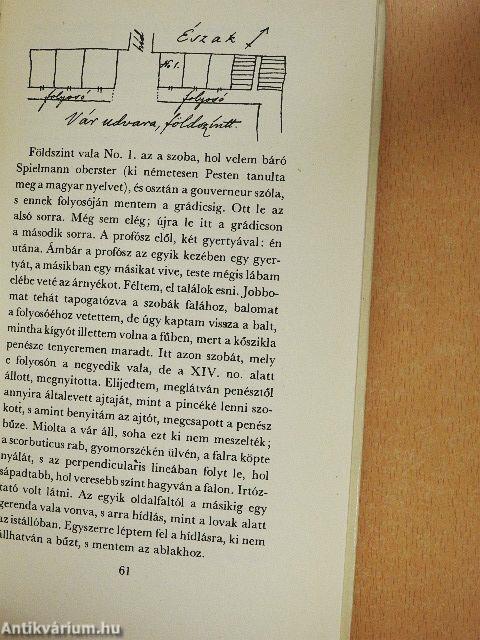 Észak
híd
No 1.
folyosó
folyosó
Vár udvara, földszintt.
Földszint vala No. 1. az a szoba, hol velem báró
Spielmann oberster (ki németesen Pesten tanulta
meg a magyar nyelvet), és osztán a gouverneur szóla,
s ennek folyosóján mentem a grádicsig. Ott le az
alsó sorra. Még sem elég; újra le itt a grádicson
a második sorra. A profósz elől, két gyertyával: én
utána. Ámbár a profósz az egyik kezében egy gyer-
tyát, a másikban egy másikat vive, teste mégis lábam
elébe veté az árnyékot. Féltem, el találok esni. Jobbo-
mat tehát tapogatózva a szobák falához, balomat
a folyosóéhoz vetettem, de úgy kaptam vissza a balt,
mintha kígyót illettem volna a fűben, mert a kőszikla
penésze tenyeremen maradt. Itt azon szobát, mely
e folyosón a negyedik vala, de a XIV. no. alatt
állott, megnyitotta. Elijedtem, meglátván penésztől
annyira általevett ajtaját, mint a pincéké lenni szo-
kott, s amint benyitám az ajtót, megcsapott a penész
bűze. Miolta a vár áll, soha ezt ki nem meszelték;
a scorbuticus rab, gyomorszékén ülvén, a falra köpte
nyálát, s az perpendicularis lineában folyt le, hol
sápadtabb, hol veresebb színt hagyván a falon. Irtóz-
tató volt látni. Az egyik oldalfaltól a másikig egy
gerenda vala vonva, s arra hídlás, mint a lovak alatt
az istállóban. Egyszerre léptem fel a hídlásra, ki nem
állhatván a bűzt, s mentem az ablakhoz.
61
Antikvárium.hu